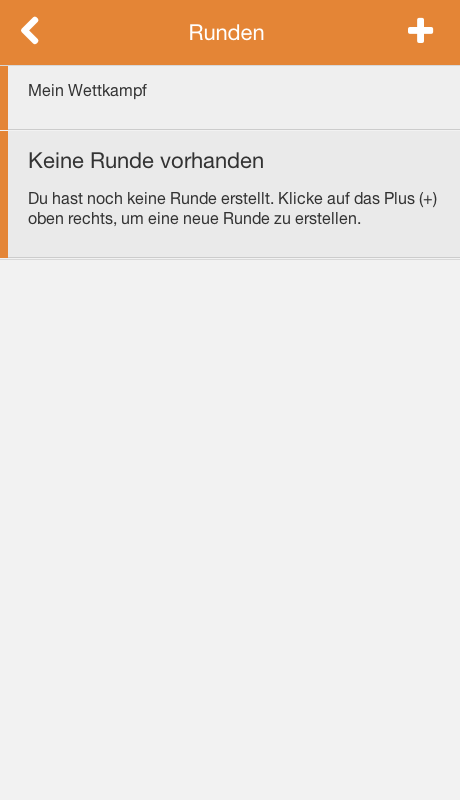 Runden
Mein Wettkampf
Keine Runde vorhanden
Du hast noch keine Runde erstellt. Klicke auf das Plus (+)
oben rechts, um eine neue Runde zu erstellen.